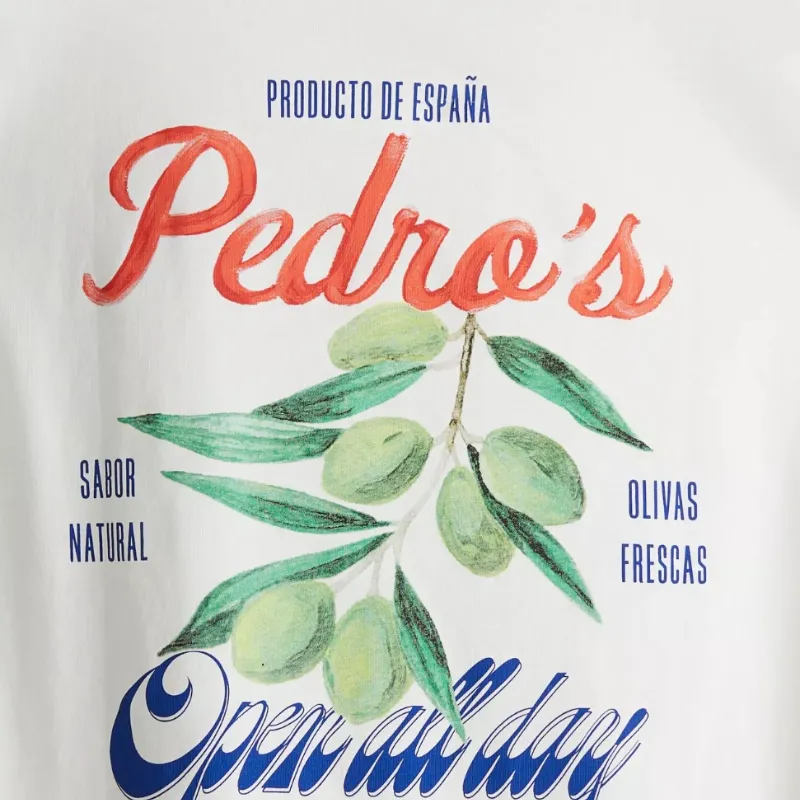 PRODUCTO DE ESPAÑA
Pedro's
SABOR
NATURAL
OLIVAS
FRESCAS
Open all day